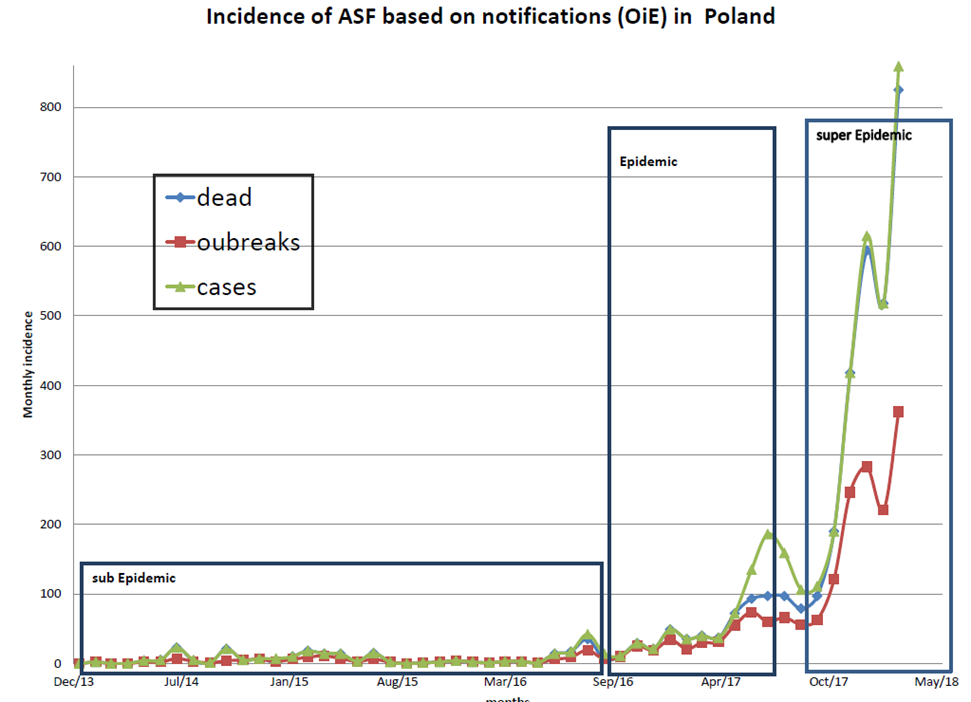 Incidence of ASF based on notifications (OiE) in Poland
800
700
600
500
400
300
200
100
0
Monthly incidence
dead
oubreaks
cases
sub Epidemic
Epidemic
super Epidemic
Dec/13 Jul/14 Jan/15 Aug/15 Mar/16 Sep/16 Apr/17 Oct/17 May/18
months